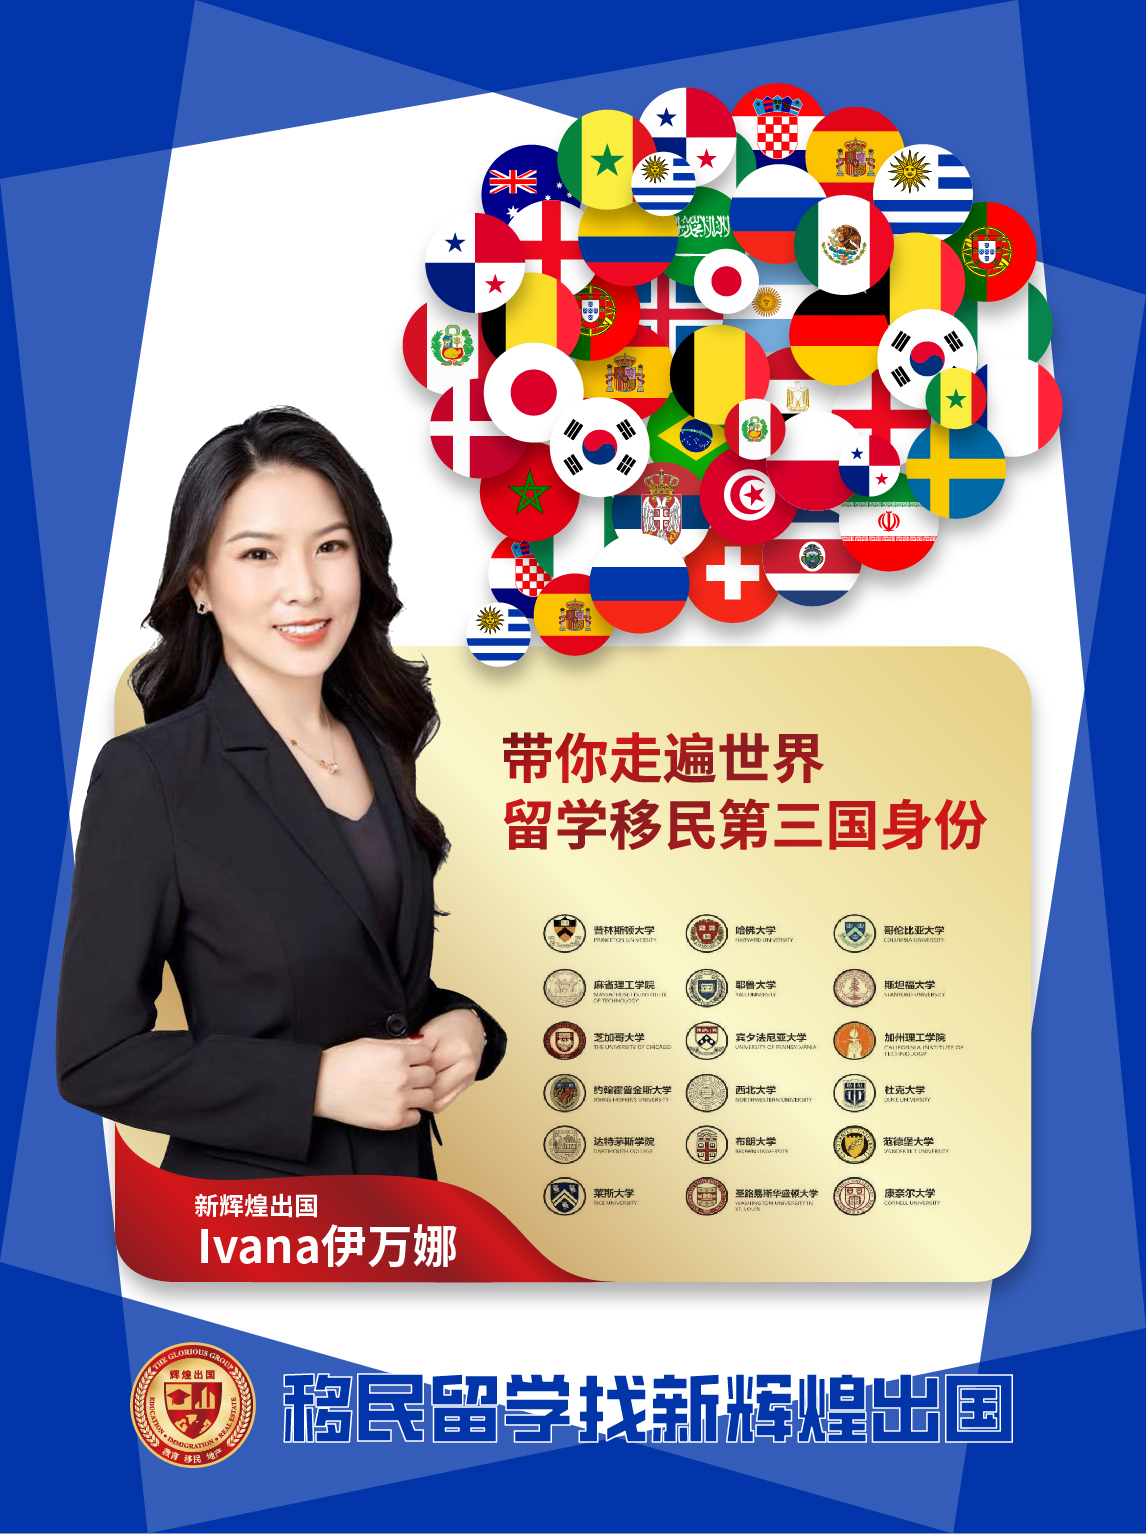 带你走遍世界
留学移民第三国身份
普林斯顿大学
PRINCETON UNIVERSITY
哈佛大学
HARVARD UNIVERSITY
哥伦比亚大学
COLUMBIA UNIVERSITY
麻省理工学院
MASSACHUSETTS INSTITUTE
OF TECHNOLOGY
耶鲁大学
YALE UNIVERSITY
斯坦福大学
STANFORD UNIVERSITY
芝加哥大学
THE UNIVERSITY OF CHICAGO
宾夕法尼亚大学
UNIVERSITY OF PENNSYLVANIA
加州理工学院
CALIFORNIA INSTITUTE OF
TECHNOLOGY
约翰霍普金斯大学
JOHNS HOPKINS UNIVERSITY
西北大学
NORTHWESTERN UNIVERSITY
杜克大学
DUKE UNIVERSITY
达特茅斯学院
DARTMOUTH COLLEGE
布朗大学
BROWN UNIVERSITY
范德堡大学
VANDERBILT UNIVERSITY
莱斯大学
RICE UNIVERSITY
圣路易斯华盛顿大学
WASHINGTON UNIVERSITY IN
ST. LOUIS
康奈尔大学
CORNELL UNIVERSITY
新辉煌出国
Ivana伊万娜
THE GLORIOUS GROUP
辉煌出国
EDUCATION • IMMIGRATION • REAL ESTATE
教育 移民 地产
移民留学找新辉煌出国